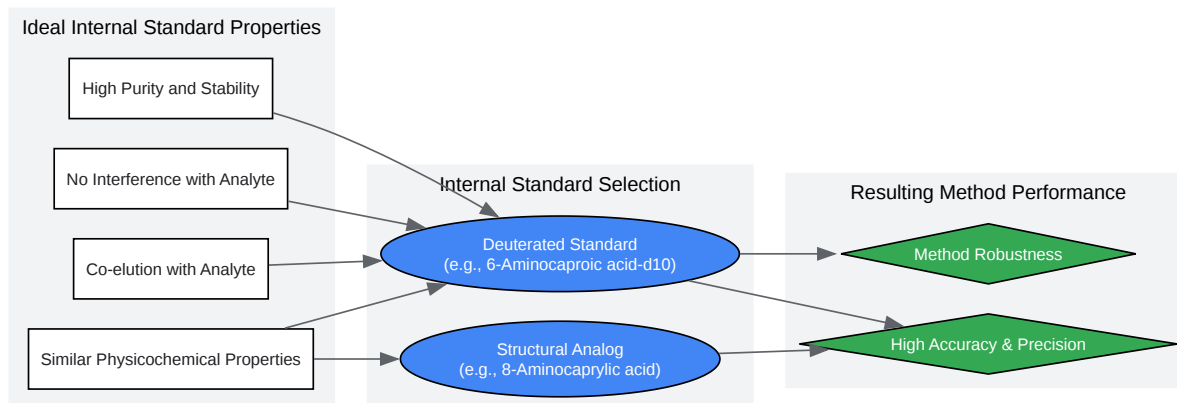 Ideal Internal Standard Properties
High Purity and Stability
No Interference with Analyte
Co-elution with Analyte
Similar Physicochemical Properties
Internal Standard Selection
Deuterated Standard
(e.g., 6-Aminocaproic acid-d10)
Structural Analog
(e.g., 8-Aminocaprylic acid)
Resulting Method Performance
Method Robustness
High Accuracy & Precision